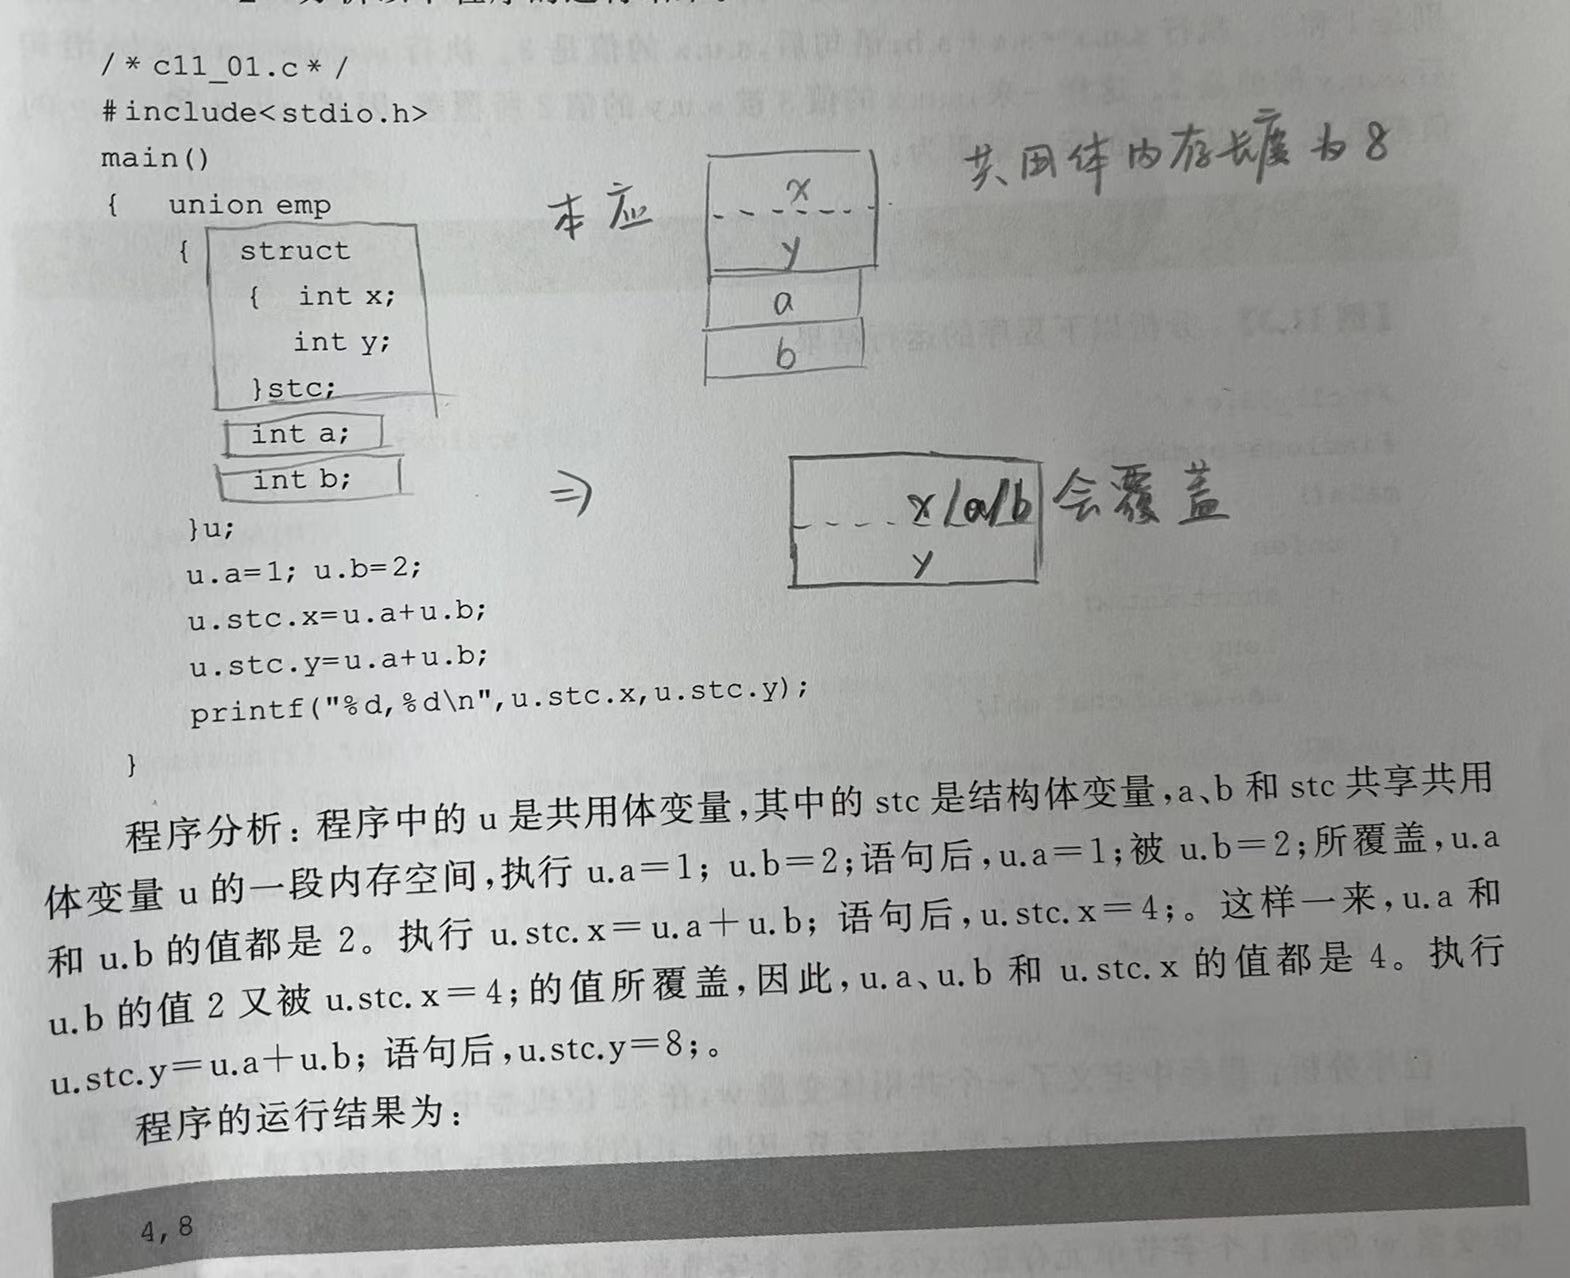 /*c11_01.c*/
#include<stdio.h>
main()
{ union emp
{ struct
{ int x;
int y;
}stc;
int a;
int b;
}u;
u.a=1; u.b=2;
u.stc.x=u.a+u.b;
u.stc.y=u.a+u.b;
printf("%d,%d\n",u.stc.x,u.stc.y);
}
本应
x
y
a
b
共用体内存长度为8
⇒
x/a/b 会覆盖
y
程序分析：程序中的 u 是共用体变量，其中的 stc 是结构体变量，a、b 和 stc 共享共用
体变量 u 的一段内存空间，执行 u.a=1; u.b=2;语句后，u.a=1;被 u.b=2;所覆盖，u.a
和 u.b 的值都是 2。执行 u.stc.x=u.a+u.b; 语句后，u.stc.x=4;。这样一来，u.a 和
u.b 的值 2 又被 u.stc.x=4;的值所覆盖，因此，u.a、u.b 和 u.stc.x 的值都是 4。执行
u.stc.y=u.a+u.b; 语句后，u.stc.y=8;。
程序的运行结果为：
4,8